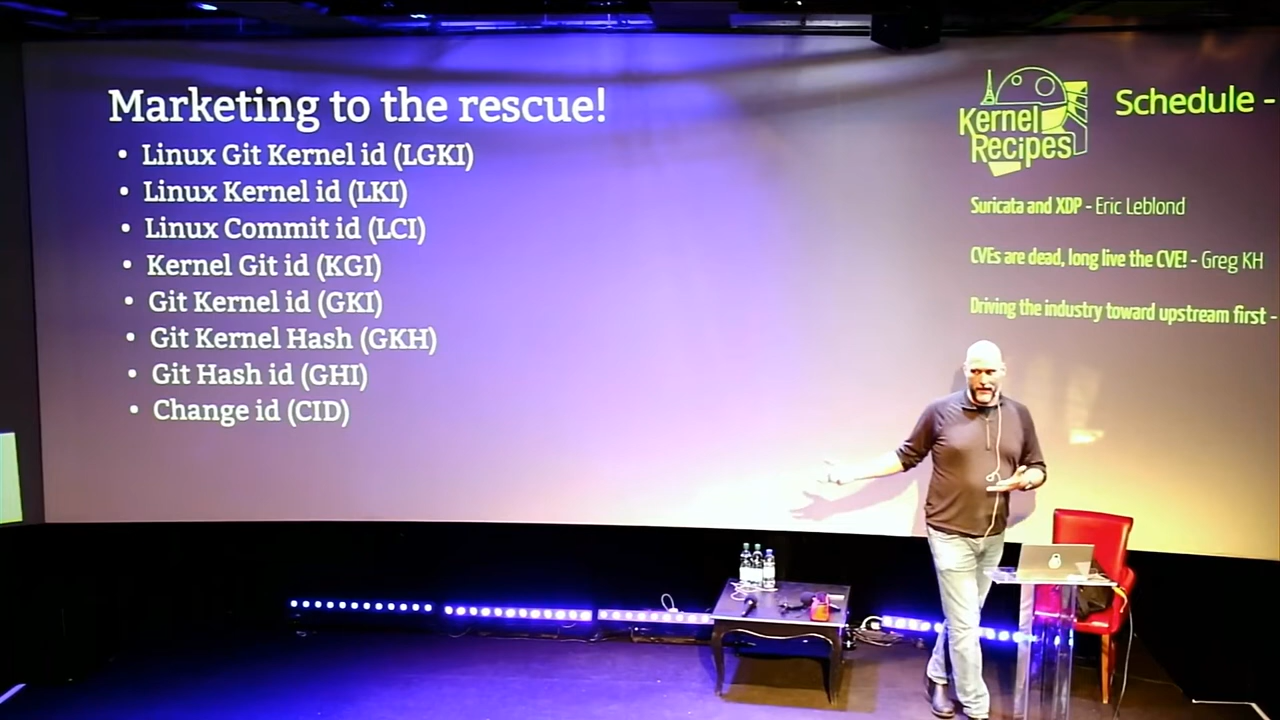 Marketing to the rescue!
• Linux Git Kernel id (LGKI)
• Linux Kernel id (LKI)
• Linux Commit id (LCI)
• Kernel Git id (KGI)
• Git Kernel id (GKI)
• Git Kernel Hash (GKH)
• Git Hash id (GHI)
• Change id (CID)
Kernel
Recipes
Schedule -
Suricata and XDP - Eric Leblond
CVEs are dead, long live the CVE! - Greg KH
Driving the industry toward upstream first -